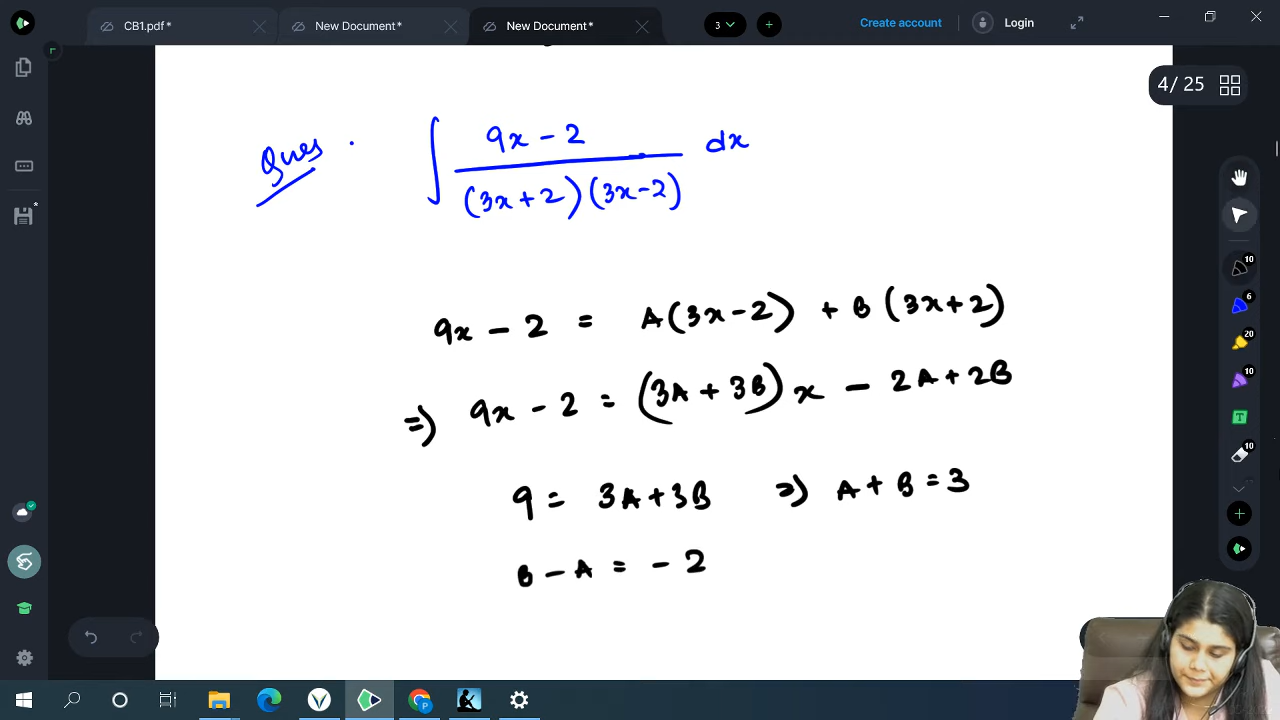 CB1.pdf*
New Document*
New Document*
3
Create account
Login
4/ 25
Ques . ∫ 9x - 2 / (3x+2)(3x-2) dx
9x - 2 = A(3x-2) + B(3x+2)
=> 9x - 2 = (3A + 3B)x - 2A + 2B
9 = 3A+3B => A + B = 3
B - A = - 2
10
6
20
10
T
10